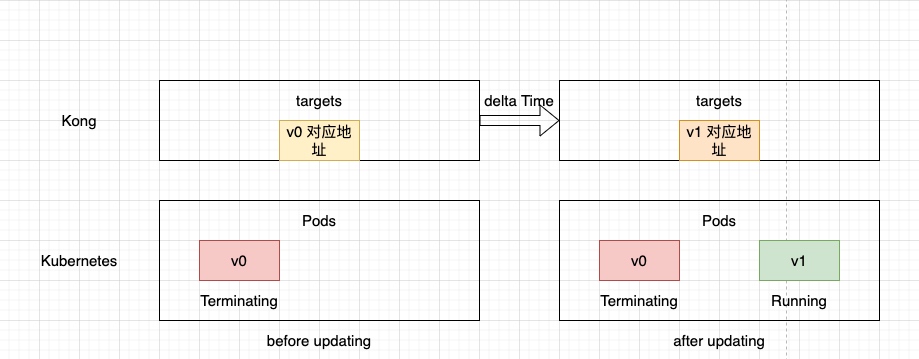 targets
delta Time
targets
Kong
v0 对应地
址
v1 对应地
址
Pods
Pods
Kubernetes
v0
v0
v1
Terminating
Terminating
Running
before updating
after updating